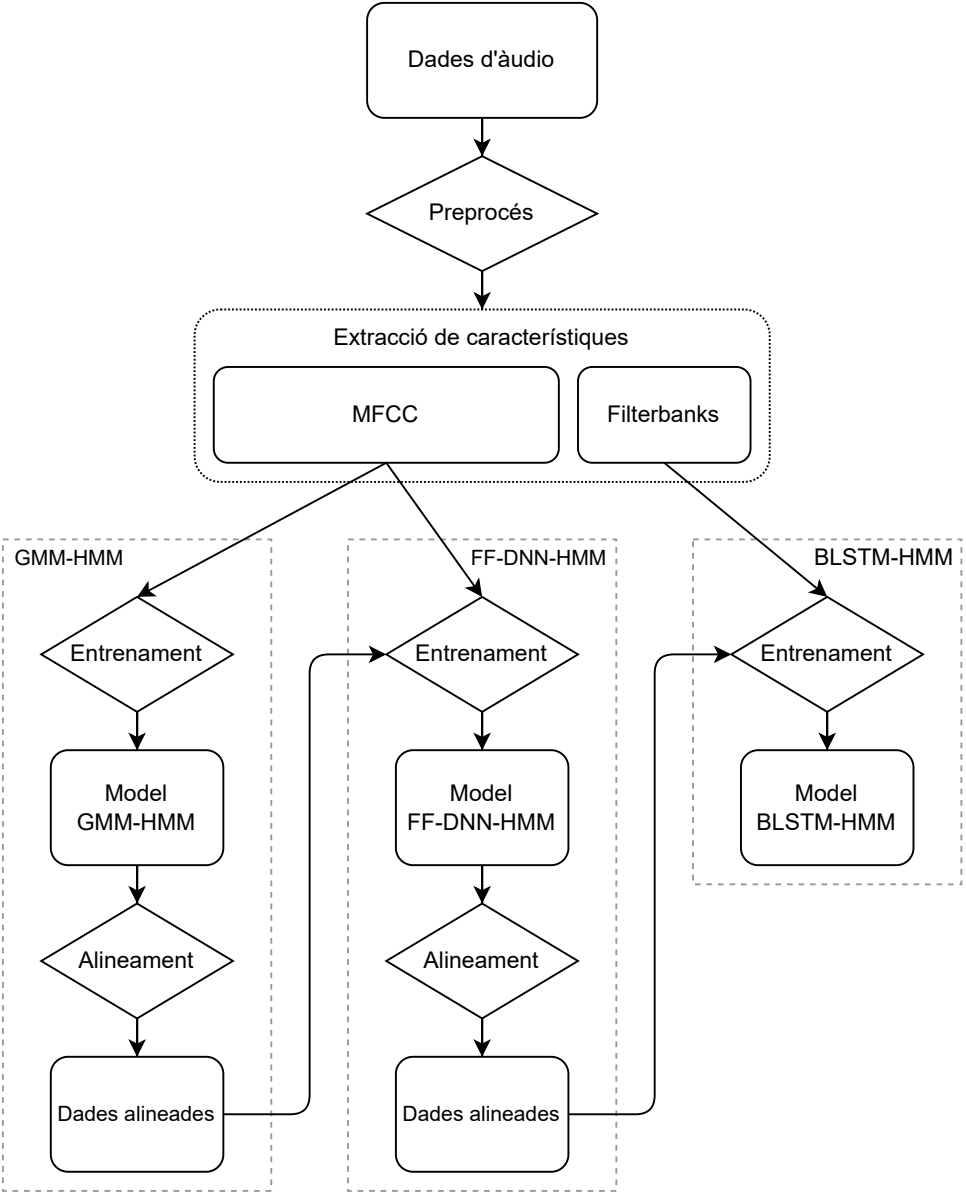 Dades d'àudio
Preprocés
Extracció de característiques
MFCC
Filterbanks
GMM-HMM
Entrenament
Model
GMM-HMM
Alineament
Dades alineades
FF-DNN-HMM
Entrenament
Model
FF-DNN-HMM
Alineament
Dades alineades
BLSTM-HMM
Entrenament
Model
BLSTM-HMM